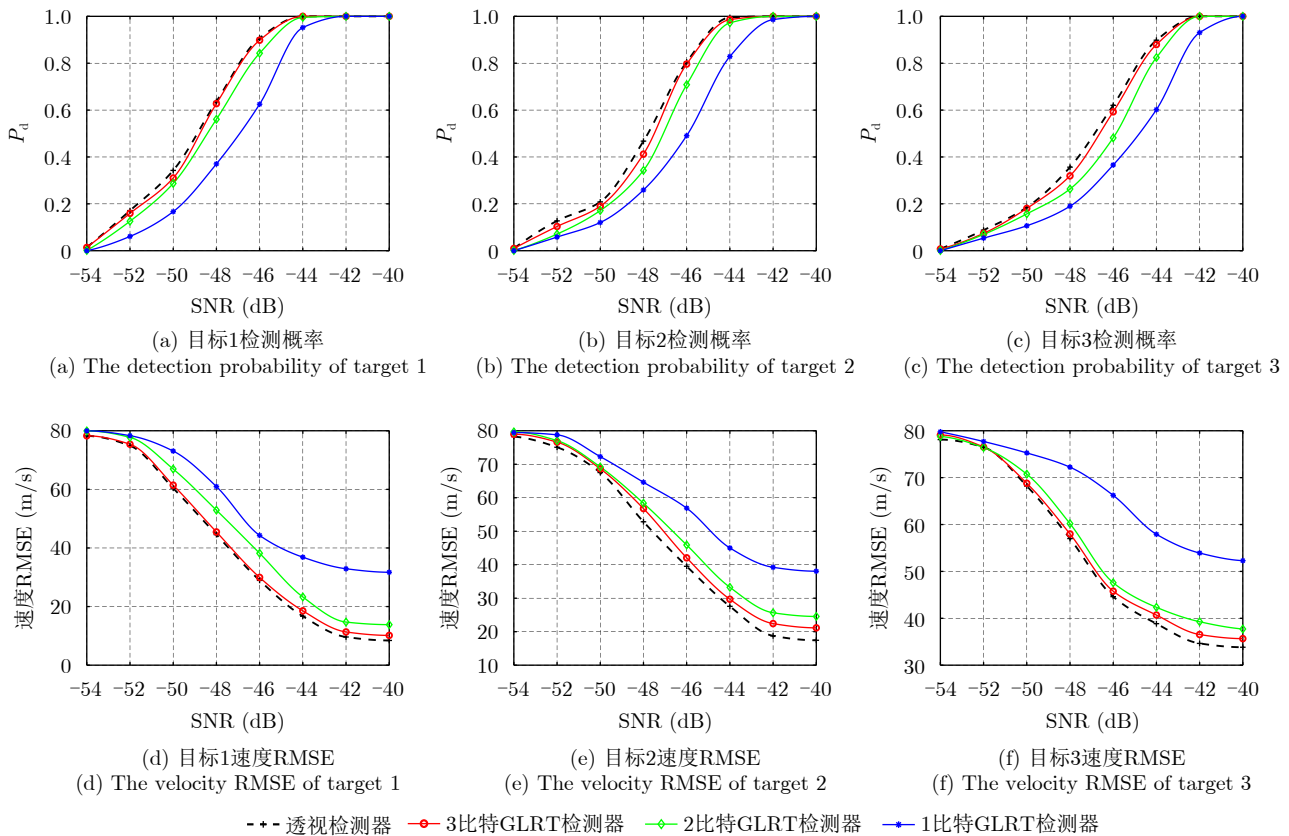 1.0
0.8
0.6
0.4
0.2
0
P_d
−54 −52 −50 −48 −46 −44 −42 −40
SNR (dB)
(a) 目标1检测概率
(a) The detection probability of target 1
1.0
0.8
0.6
0.4
0.2
0
P_d
−54 −52 −50 −48 −46 −44 −42 −40
SNR (dB)
(b) 目标2检测概率
(b) The detection probability of target 2
1.0
0.8
0.6
0.4
0.2
0
P_d
−54 −52 −50 −48 −46 −44 −42 −40
SNR (dB)
(c) 目标3检测概率
(c) The detection probability of target 3
80
60
40
20
0
速度RMSE (m/s)
−54 −52 −50 −48 −46 −44 −42 −40
SNR (dB)
(d) 目标1速度RMSE
(d) The velocity RMSE of target 1
80
70
60
50
40
30
20
10
速度RMSE (m/s)
−54 −52 −50 −48 −46 −44 −42 −40
SNR (dB)
(e) 目标2速度RMSE
(e) The velocity RMSE of target 2
80
70
60
50
40
30
速度RMSE (m/s)
−54 −52 −50 −48 −46 −44 −42 −40
SNR (dB)
(f) 目标3速度RMSE
(f) The velocity RMSE of target 3
透视检测器 3比特GLRT检测器 2比特GLRT检测器 1比特GLRT检测器